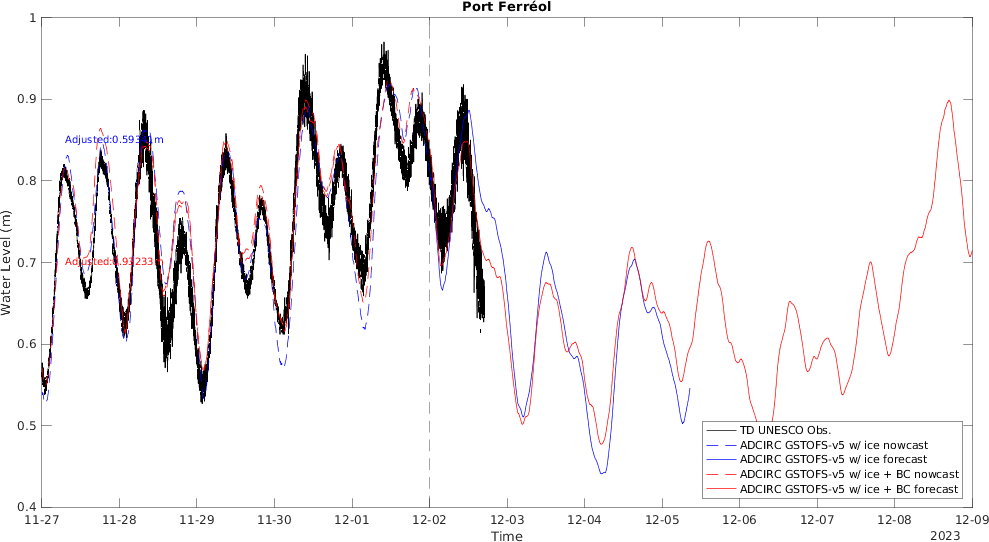 Port Ferréol
Water Level (m)
1
0.9
0.8
0.7
0.6
0.5
0.4
11-27
11-28
11-29
11-30
12-01
12-02
12-03
12-04
12-05
12-06
12-07
12-08
12-09
Time
2023
TD UNESCO Obs.
ADCIRC GSTOFS-v5 w/ ice nowcast
ADCIRC GSTOFS-v5 w/ ice forecast
ADCIRC GSTOFS-v5 w/ ice + BC nowcast
ADCIRC GSTOFS-v5 w/ ice + BC forecast